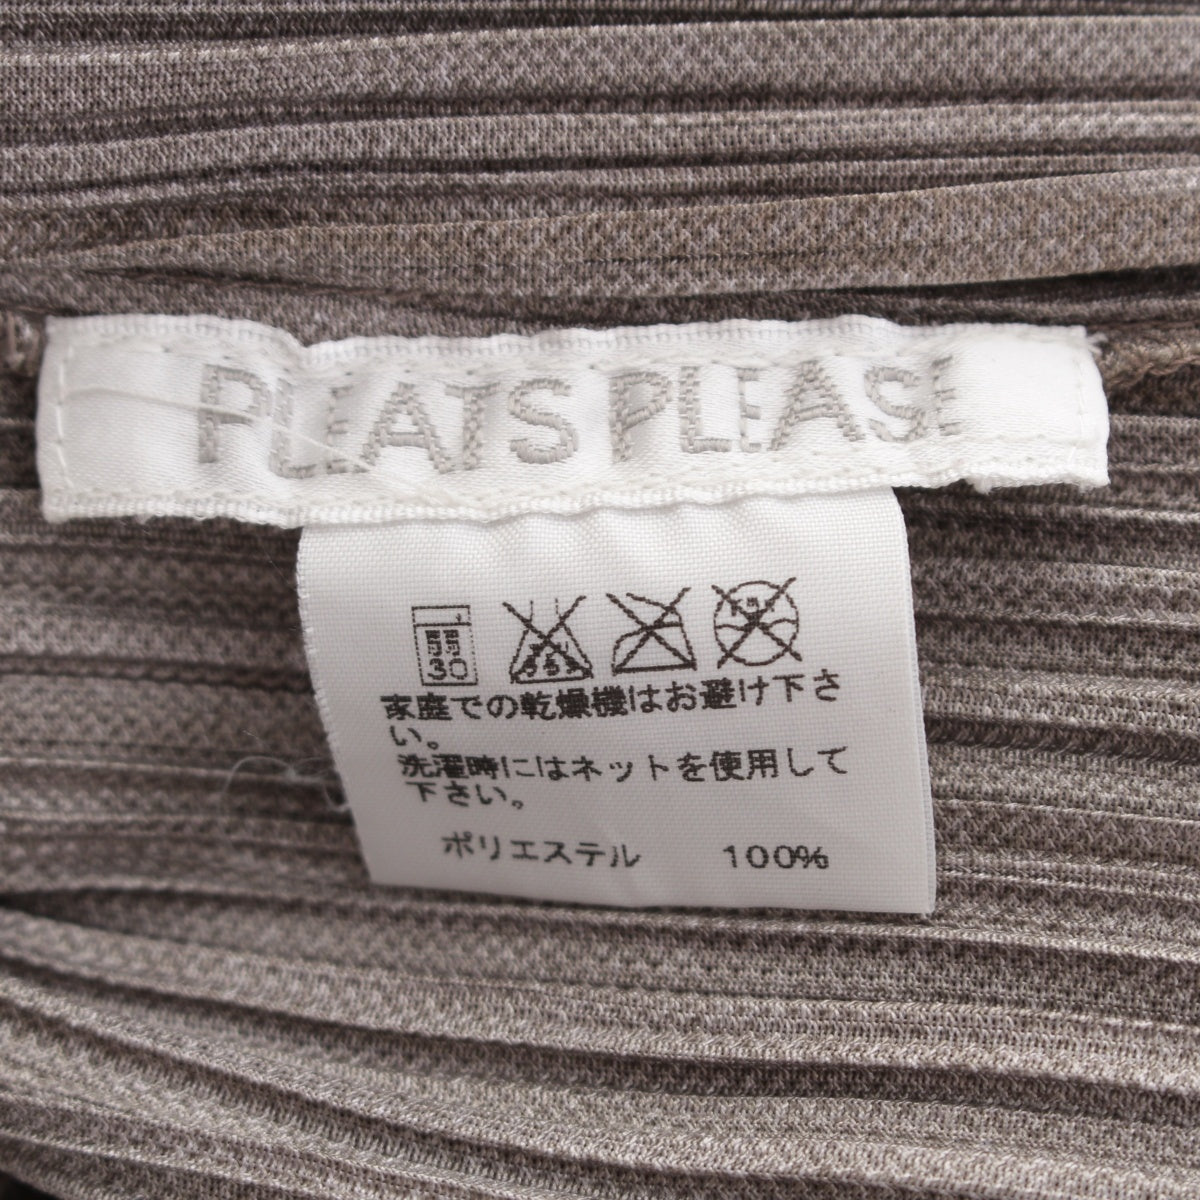 PLEATS PLEASE
弱
30
家庭での乾燥機はお避け下さ
い。
洗濯時にはネットを使用して
下さい。
ポリエステル 100%